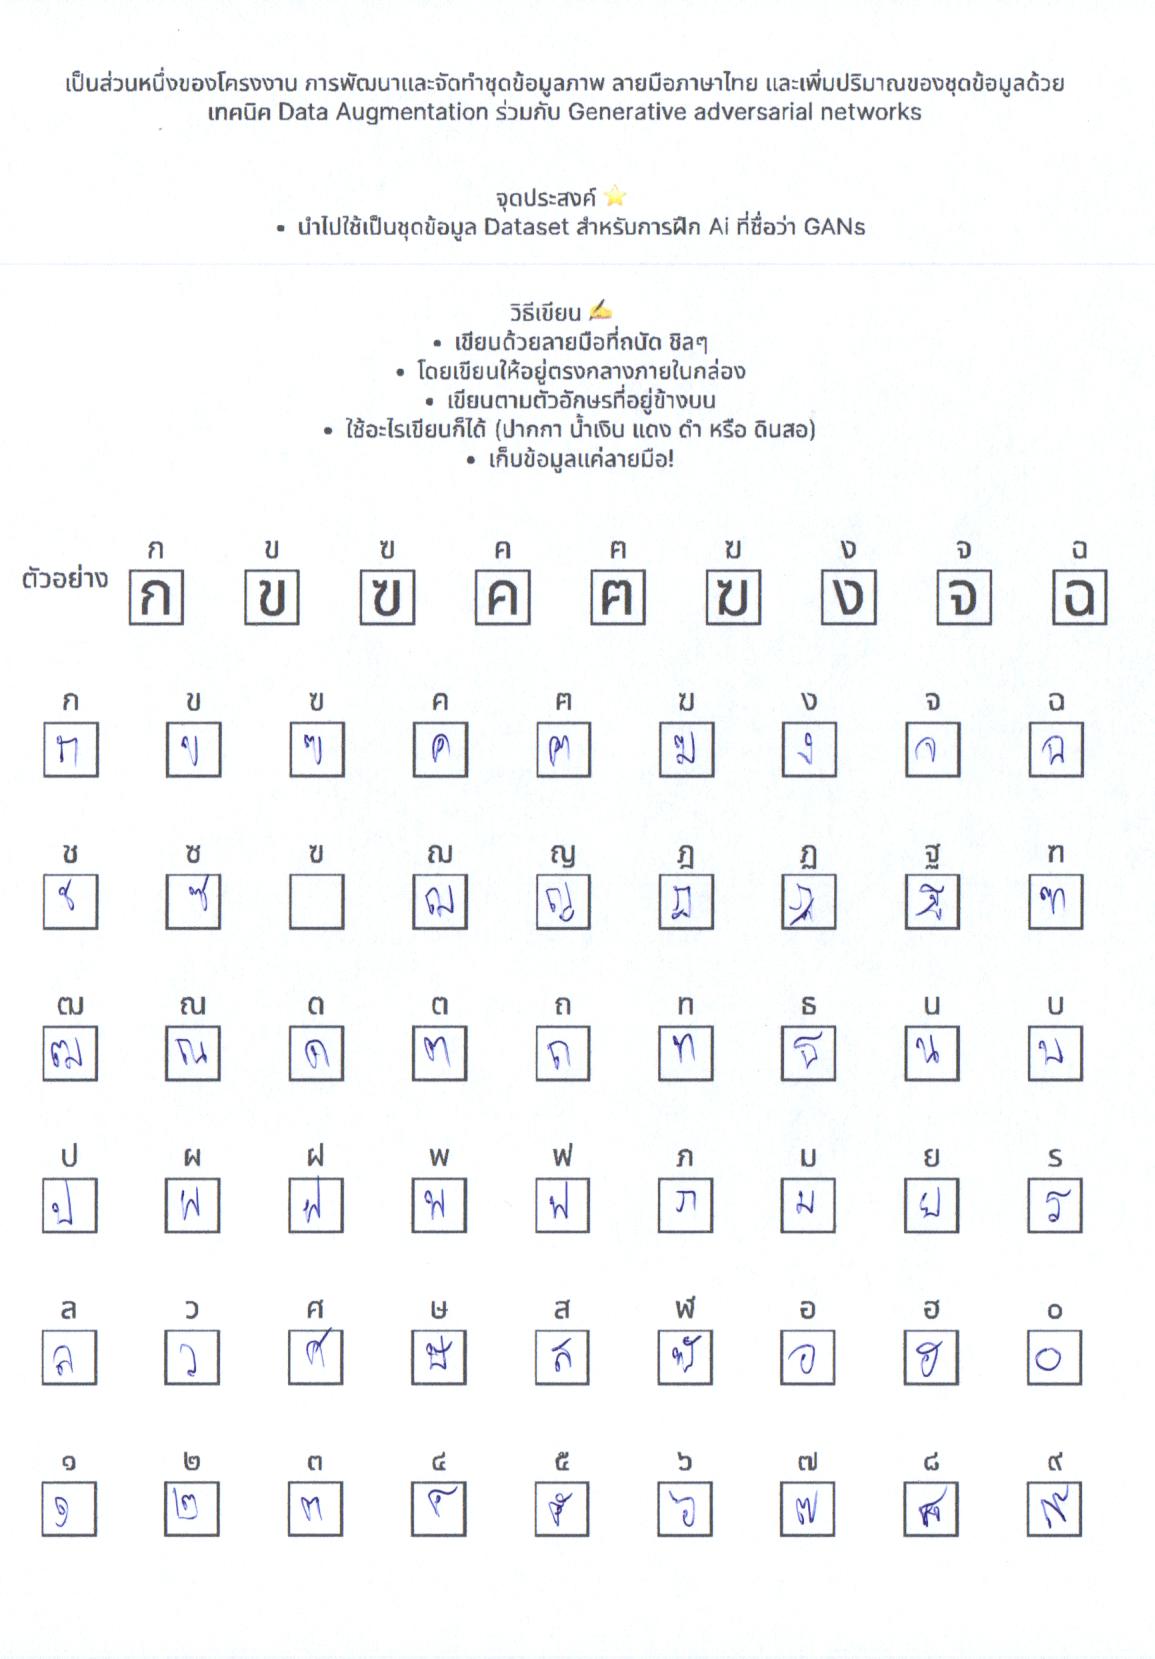 เป็นส่วนหนึ่งของโครงงาน การพัฒนาและจัดทำชุดข้อมูลภาพ ลายมือภาษาไทย และเพิ่มปริมาณของชุดข้อมูลด้วย
เทคนิค Data Augmentation ร่วมกับ Generative adversarial networks
จุดประสงค์ ⭐
• นำไปใช้เป็นชุดข้อมูล Dataset สำหรับการฝึก Ai ที่ชื่อว่า GANs
วิธีเขียน ✍
• เขียนด้วยลายมือที่ถนัด ชิลๆ
• โดยเขียนให้อยู่ตรงกลางภายในกล่อง
• เขียนตามตัวอักษรที่อยู่ข้างบน
• ใช้อะไรเขียนก็ได้ (ปากกา น้ำเงิน แดง ดำ หรือ ดินสอ)
• เก็บข้อมูลแค่ลายมือ!
ก ข ฃ ค ฅ ฆ ง จ ฉ
ตัวอย่าง ก ข ฃ ค ฅ ฆ ง จ ฉ
ก ข ฃ ค ฅ ฆ ง จ ฉ
ก ข ฃ ค ฅ ฆ ง จ ฉ
ช ซ ฃ ฌ ญ ฎ ฏ ฐ ฑ
ช ซ ฌ ญ ฎ ฏ ฐ ฑ
ฒ ณ ด ต ถ ท ธ น บ
ฒ ณ ด ต ถ ท ธ น บ
ป ผ ฝ พ ฟ ภ ม ย ร
ป ผ ฝ พ ฟ ภ ม ย ร
ล ว ศ ษ ส ฬ อ ฮ ๐
ล ว ศ ษ ส ฬ อ ฮ ๐
๑ ๒ ๓ ๔ ๕ ๖ ๗ ๘ ๙
๑ ๒ ๓ ๔ ๕ ๖ ๗ ๘ ๙